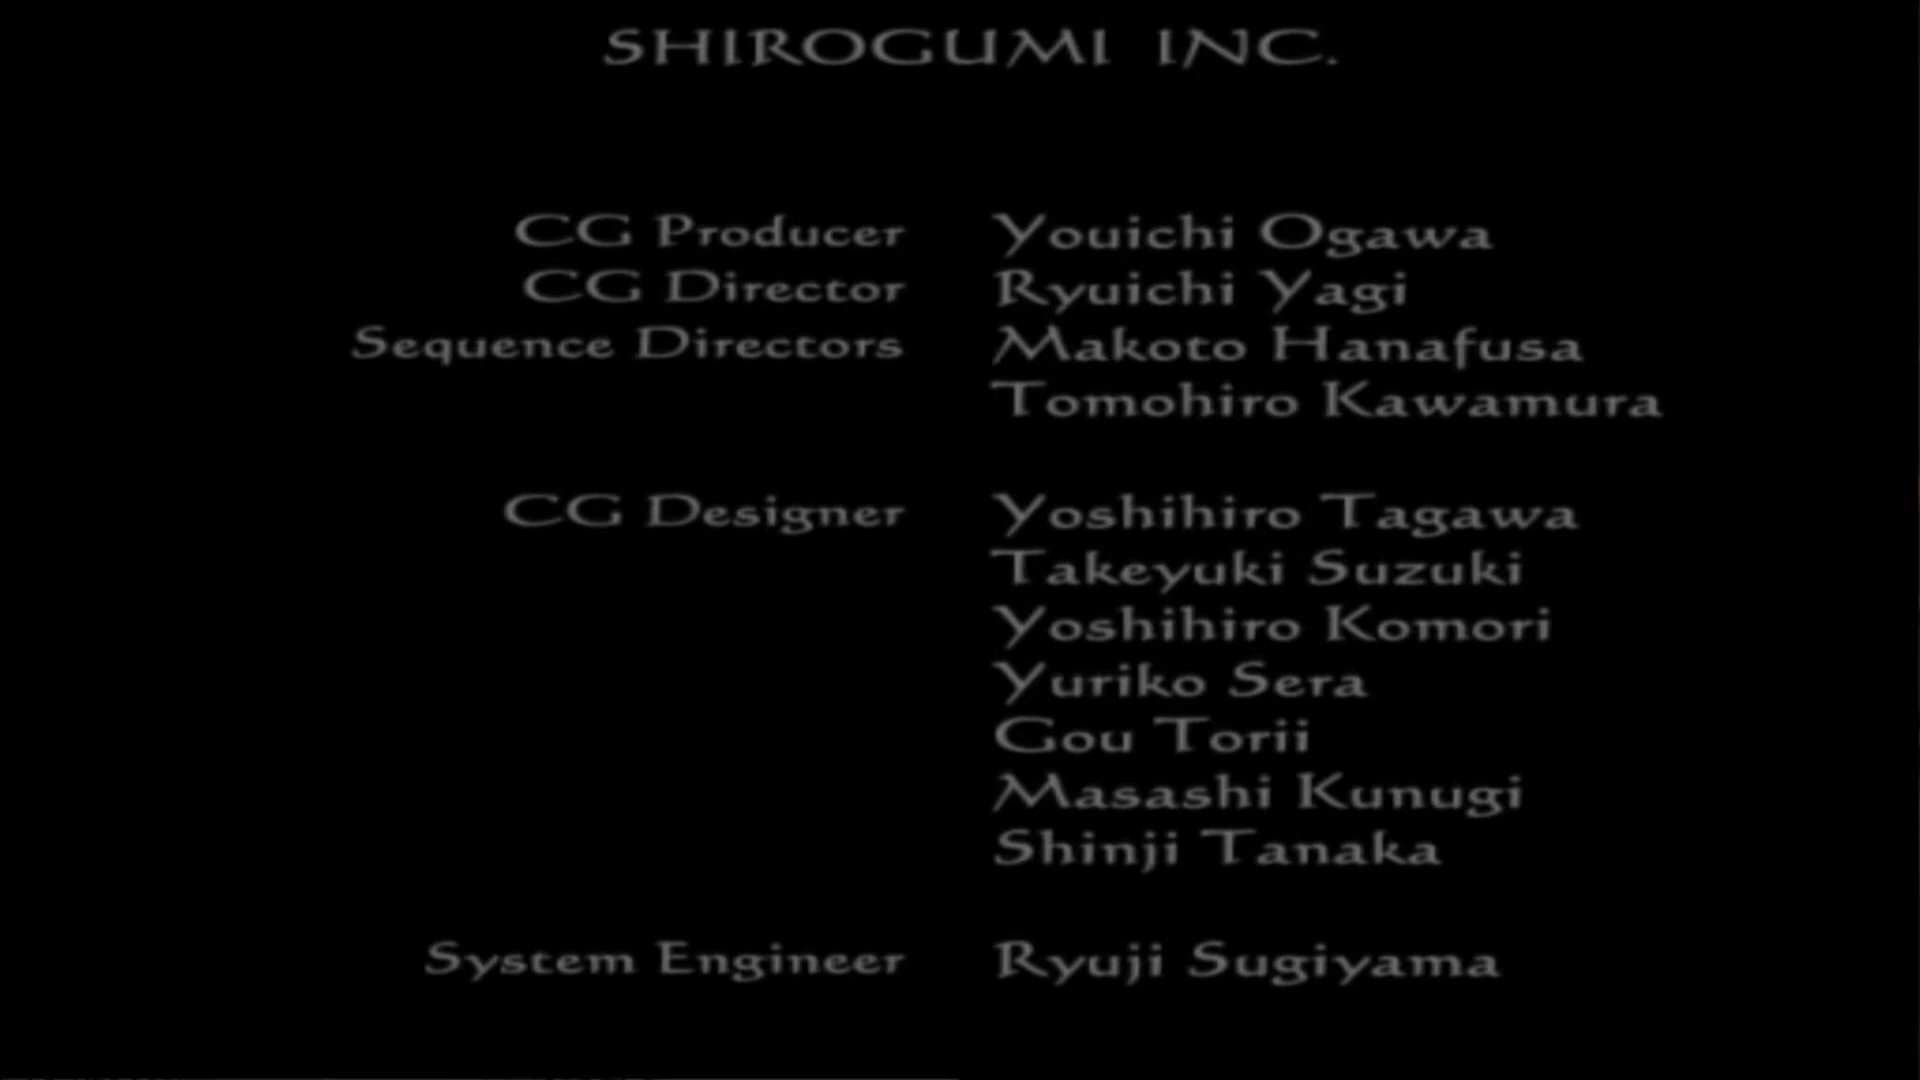 SHIROGUMI INC.
CG Producer Youichi Ogawa
CG Director Ryuichi Yagi
Sequence Directors Makoto Hanafusa
Tomohiro Kawamura
CG Designer Yoshihiro Tagawa
Takeyuki Suzuki
Yoshihiro Komori
Yuriko Sera
Gou Torii
Masashi Kunugi
Shinji Tanaka
System Engineer Ryuji Sugiyama